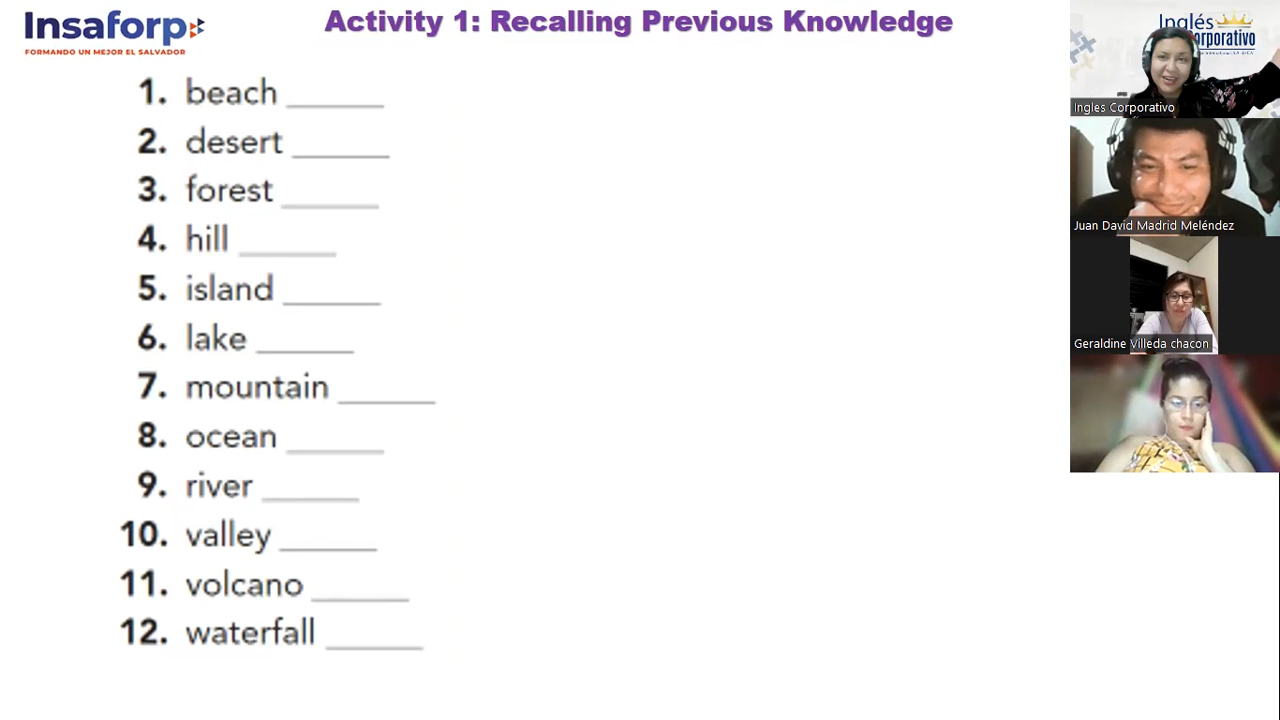 Insaforp
FORMANDO UN MEJOR EL SALVADOR
Activity 1: Recalling Previous Knowledge
1. beach ______
2. desert ______
3. forest ______
4. hill ______
5. island ______
6. lake ______
7. mountain ______
8. ocean ______
9. river ______
10. valley ______
11. volcano ______
12. waterfall ______
Inglés
Ingles Corporativo
Juan David Madrid Meléndez
Geraldine Villeda chacon